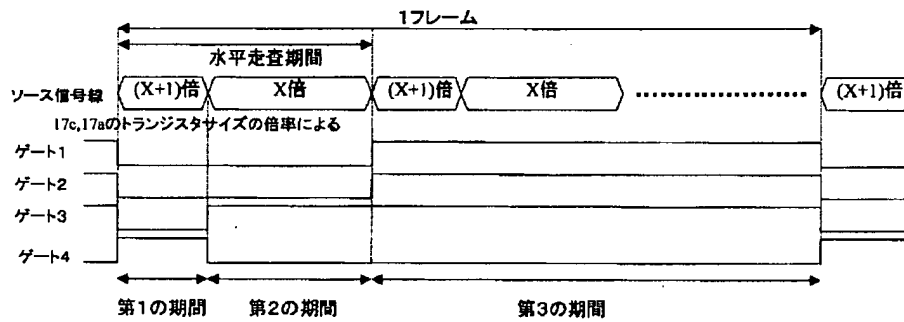 1フレーム
水平走査期間
ソース信号線 (X+1)倍 X倍 (X+1)倍 X倍 (X+1)倍
17c,17aのトランジスタサイズの倍率による
ゲート1
ゲート2
ゲート3
ゲート4
第1の期間 第2の期間 第3の期間